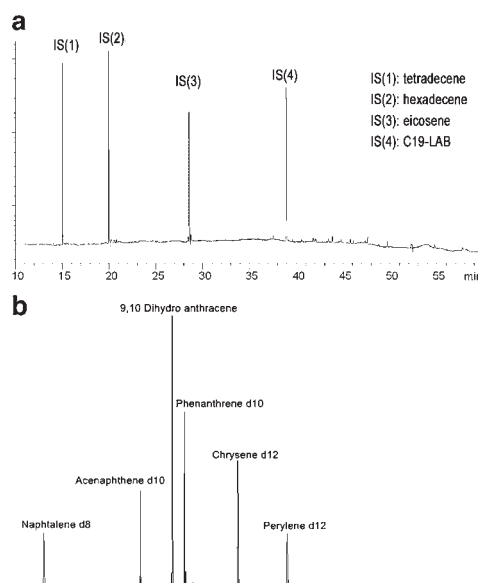 a
IS(1)
IS(2)
IS(3)
IS(4)
IS(1): tetradecene
IS(2): hexadecene
IS(3): eicosene
IS(4): C19-LAB
10 15 20 25 30 35 40 45 50 55 min
b
9,10 Dihydro anthracene
Phenanthrene d10
Chrysene d12
Acenaphthene d10
Naphtalene d8
Perylene d12